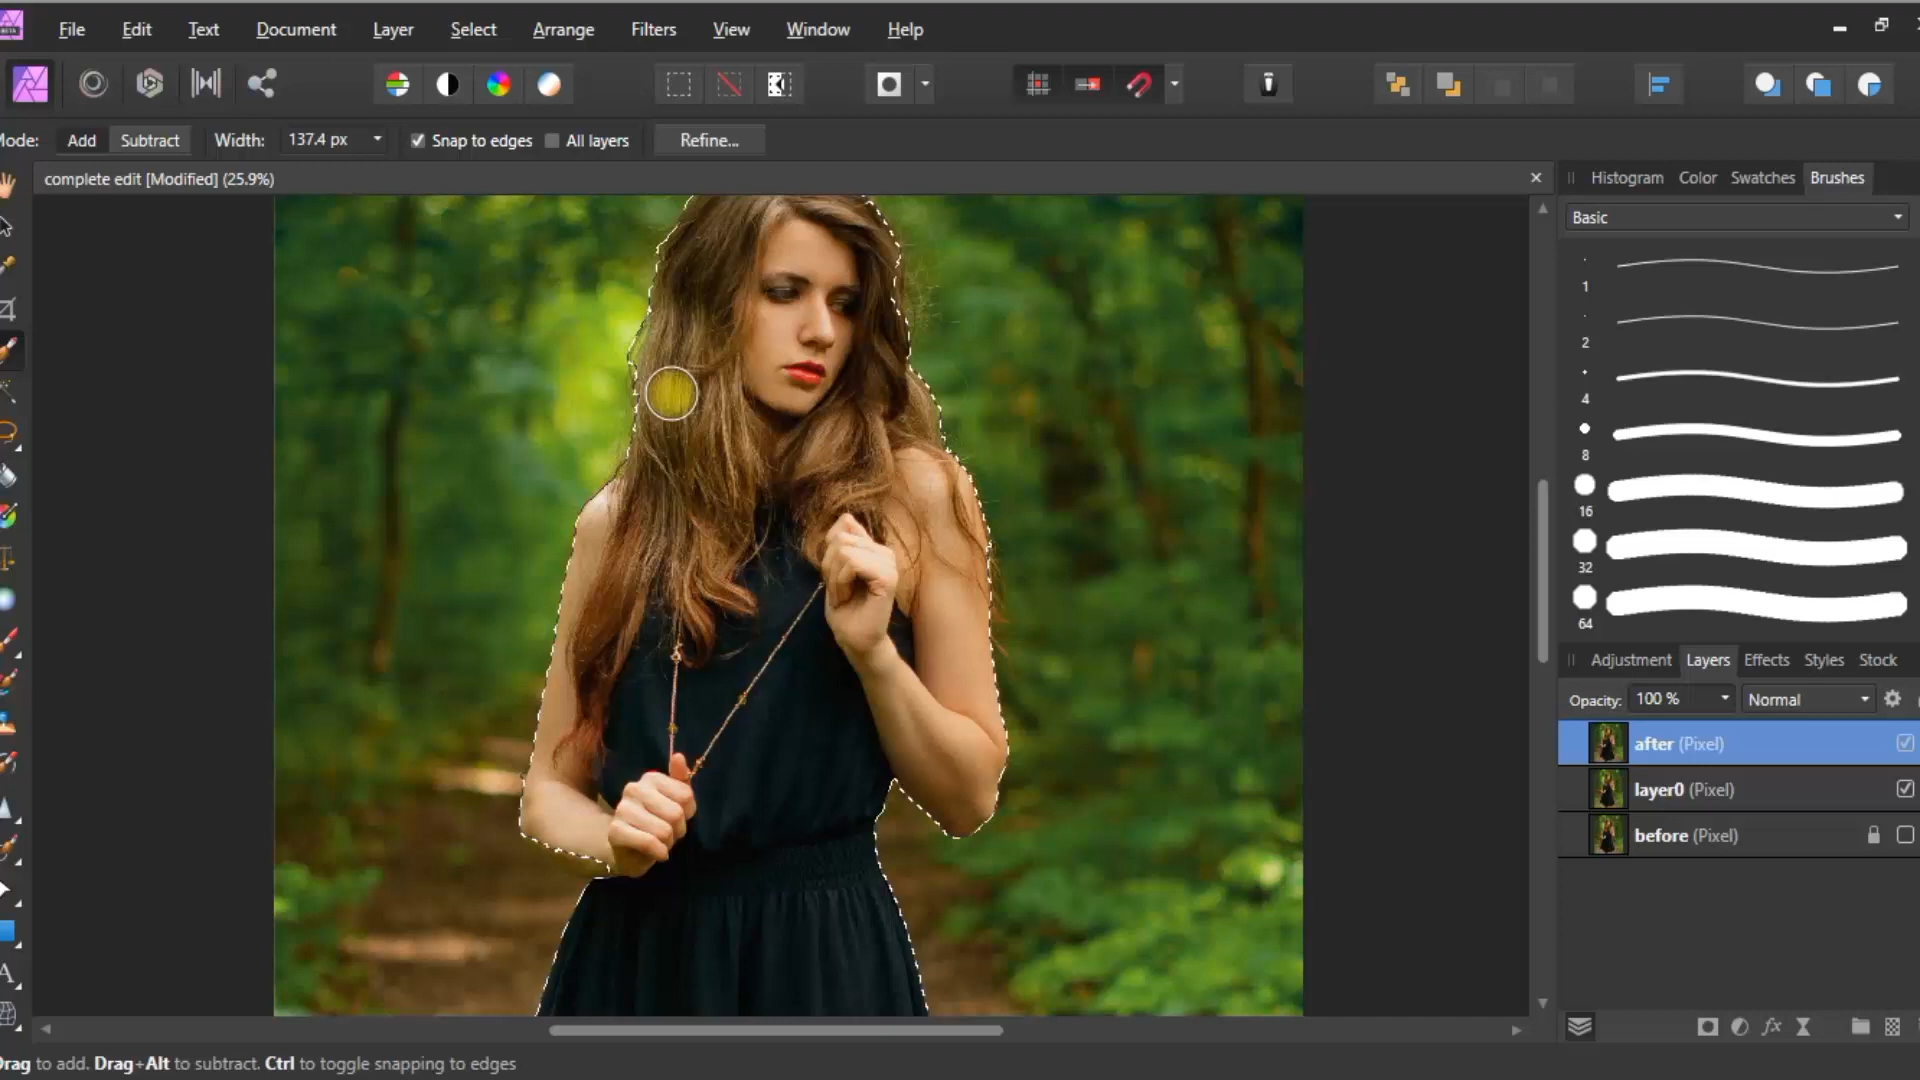 File Edit Text Document Layer Select Arrange Filters View Window Help
Mode: Add Subtract Width: 137.4 px Snap to edges All layers Refine...
complete edit [Modified] (25.9%)
Histogram Color Swatches Brushes
Basic
1
2
4
8
16
32
64
Adjustment Layers Effects Styles Stock
Opacity: 100 % Normal
after (Pixel)
layer0 (Pixel)
before (Pixel)
Drag to add. Drag+Alt to subtract. Ctrl to toggle snapping to edges